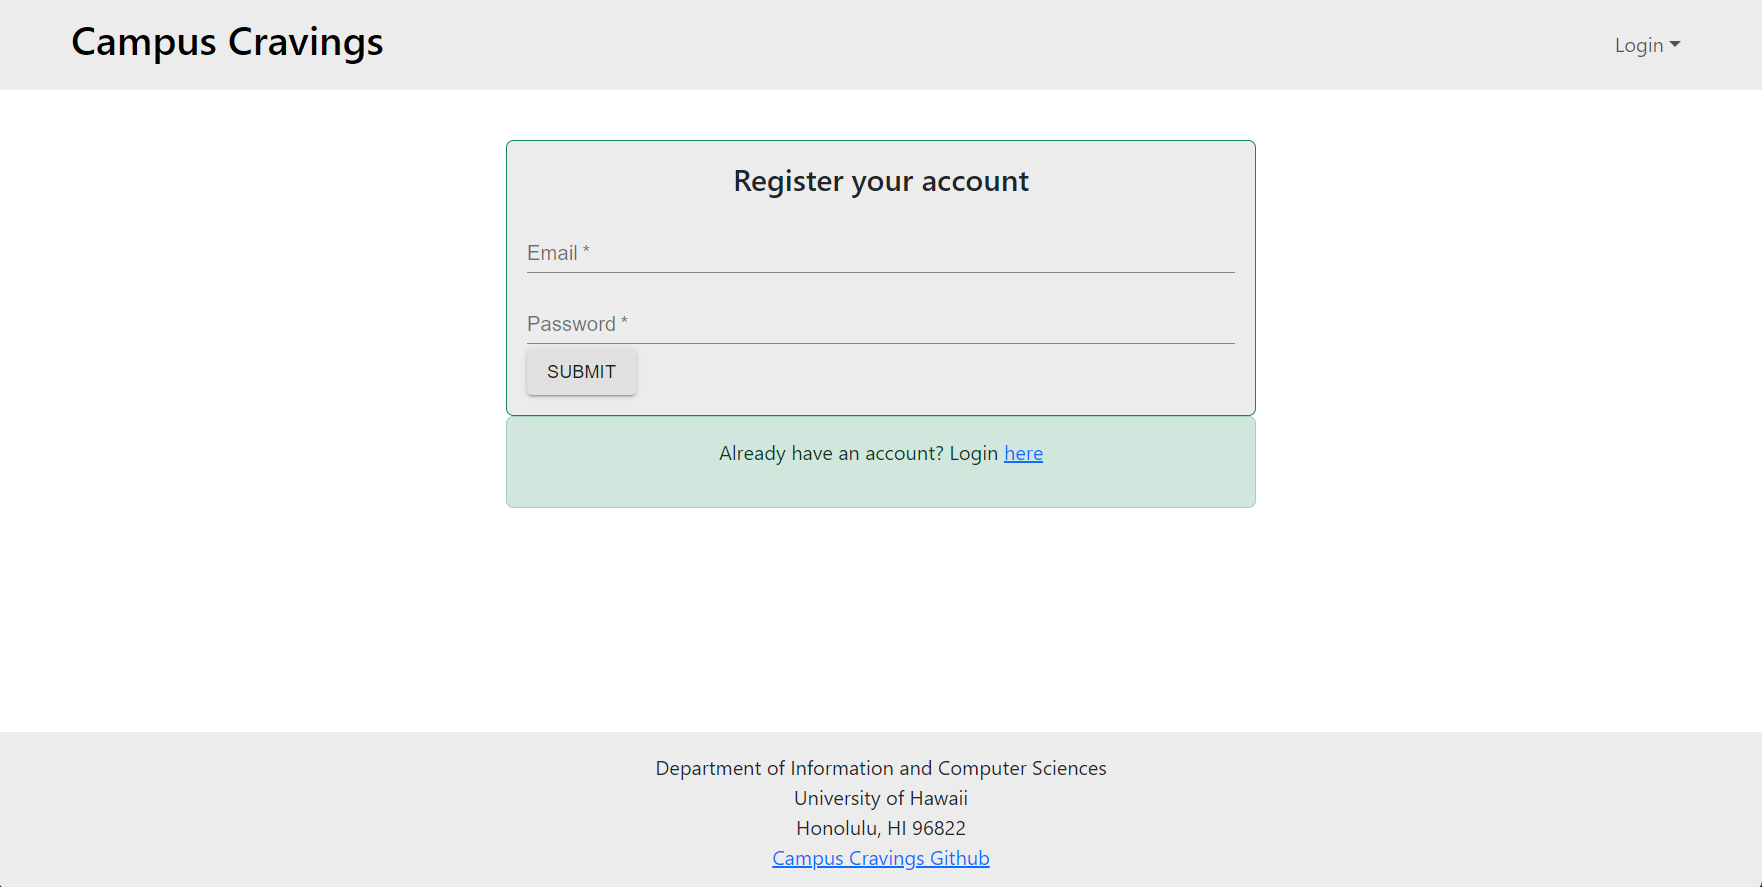 Campus Cravings
Login
Register your account
Email *
Password *
SUBMIT
Already have an account? Login here
Department of Information and Computer Sciences
University of Hawaii
Honolulu, HI 96822
Campus Cravings Github